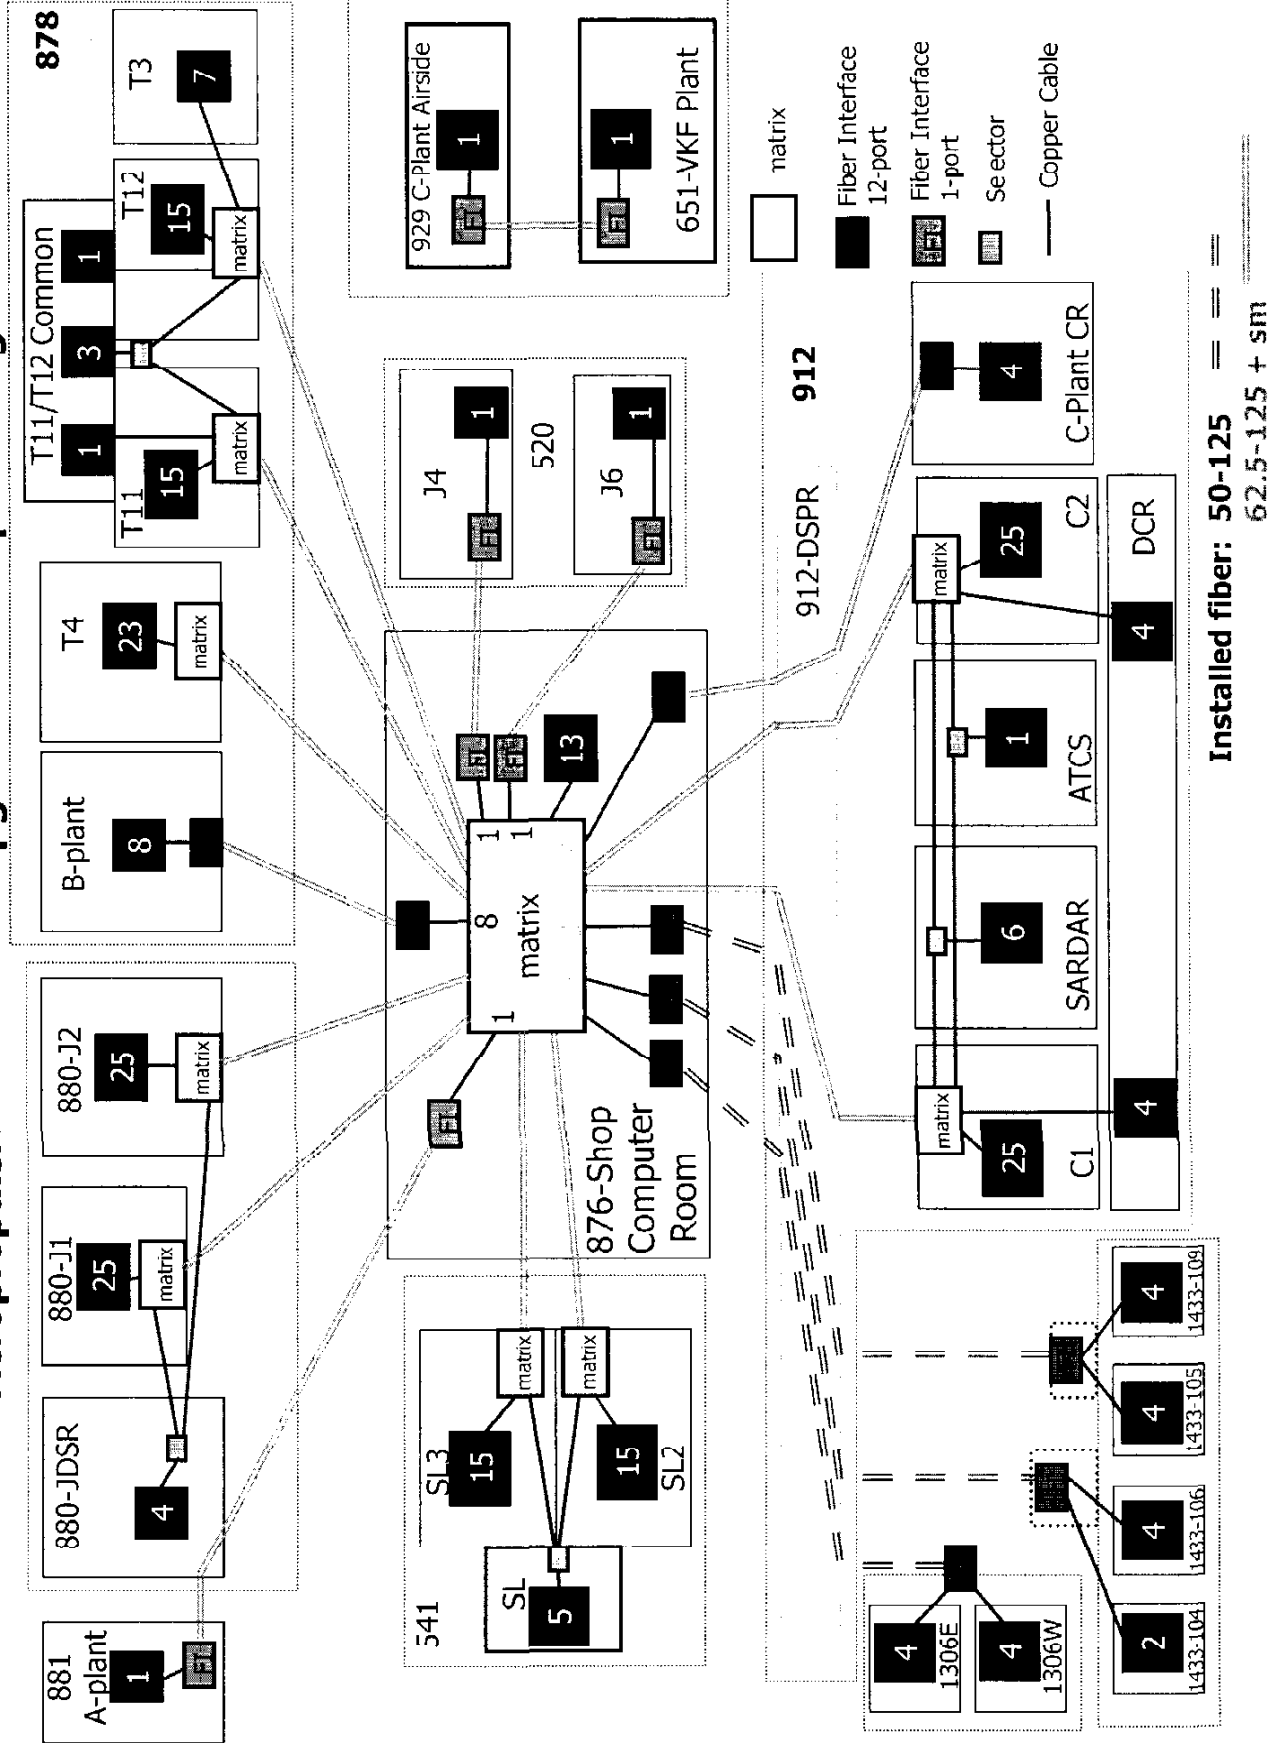 881
A-plant
1
880-JDSR
4
880-J1
25
matrix
880-J2
25
matrix
B-plant
8
T4
23
matrix
T11/T12 Common
1
3
1
T11
15
matrix
T12
15
matrix
T3
7
878
541
SL
5
SL3
15
matrix
SL2
15
matrix
876-Shop
Computer
Room
1
8
1
1
matrix
13
J4
1
520
J6
1
929 C-Plant Airside
1
651-VKF Plant
1
912-DSPR
912
matrix
Fiber Interface
12-port
Fiber Interface
1-port
Se ector
Copper Cable
4
1306E
4
1306W
2
1433-104
4
1433-106
4
1433-105
4
1433-109
matrix
25
C1
4
SARDAR
6
ATCS
1
matrix
25
C2
4
DCR
C-Plant CR
4
Installed fiber: 50-125
62.5-125 + sm